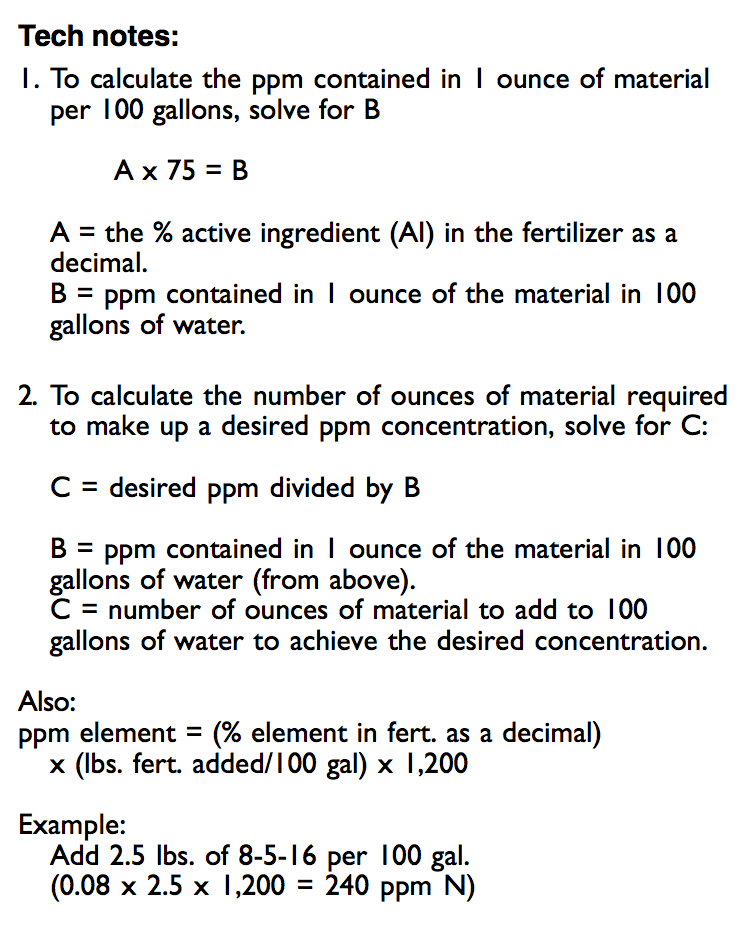 Tech notes:
1. To calculate the ppm contained in 1 ounce of material
per 100 gallons, solve for B
A x 75 = B
A = the % active ingredient (AI) in the fertilizer as a
decimal.
B = ppm contained in 1 ounce of the material in 100
gallons of water.
2. To calculate the number of ounces of material required
to make up a desired ppm concentration, solve for C:
C = desired ppm divided by B
B = ppm contained in 1 ounce of the material in 100
gallons of water (from above).
C = number of ounces of material to add to 100
gallons of water to achieve the desired concentration.
Also:
ppm element = (% element in fert. as a decimal)
x (lbs. fert. added/100 gal) x 1,200
Example:
Add 2.5 lbs. of 8-5-16 per 100 gal.
(0.08 x 2.5 x 1,200 = 240 ppm N)